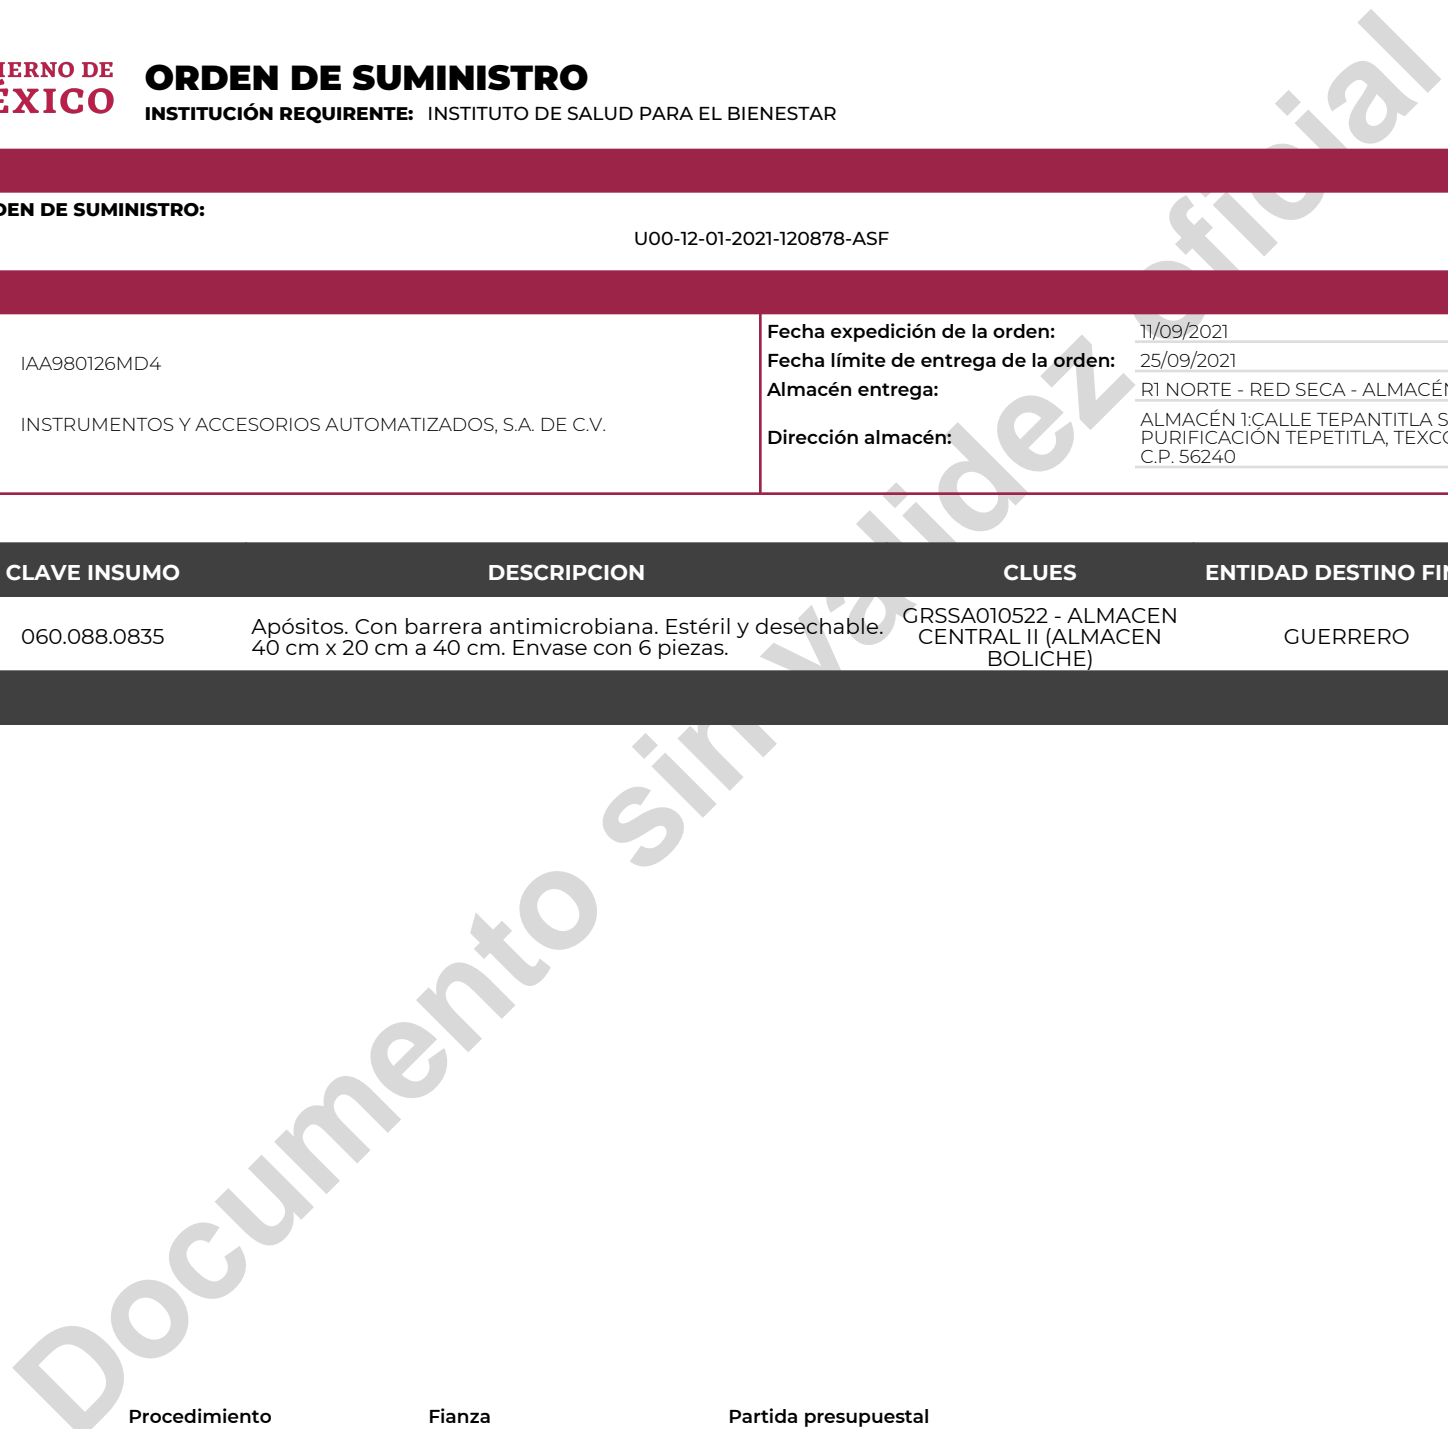 IERNO DE
ÉXICO
ORDEN DE SUMINISTRO
INSTITUCIÓN REQUIRENTE: INSTITUTO DE SALUD PARA EL BIENESTAR
DEN DE SUMINISTRO:
U00-12-01-2021-120878-ASF
IAA980126MD4
INSTRUMENTOS Y ACCESORIOS AUTOMATIZADOS, S.A. DE C.V.
Fecha expedición de la orden: 11/09/2021
Fecha límite de entrega de la orden: 25/09/2021
Almacén entrega: R1 NORTE - RED SECA - ALMACÉN
Dirección almacén:
ALMACÉN 1:CALLE TEPANTITLA S
PURIFICACIÓN TEPETITLA, TEXCO
C.P. 56240
CLAVE INSUMO DESCRIPCION CLUES ENTIDAD DESTINO FIN
060.088.0835
Apósitos. Con barrera antimicrobiana. Estéril y desechable.
40 cm x 20 cm a 40 cm. Envase con 6 piezas.
GRSSA010522 - ALMACEN
CENTRAL II (ALMACEN
BOLICHE)
GUERRERO
Documento sin validez oficial
Procedimiento Fianza Partida presupuestal